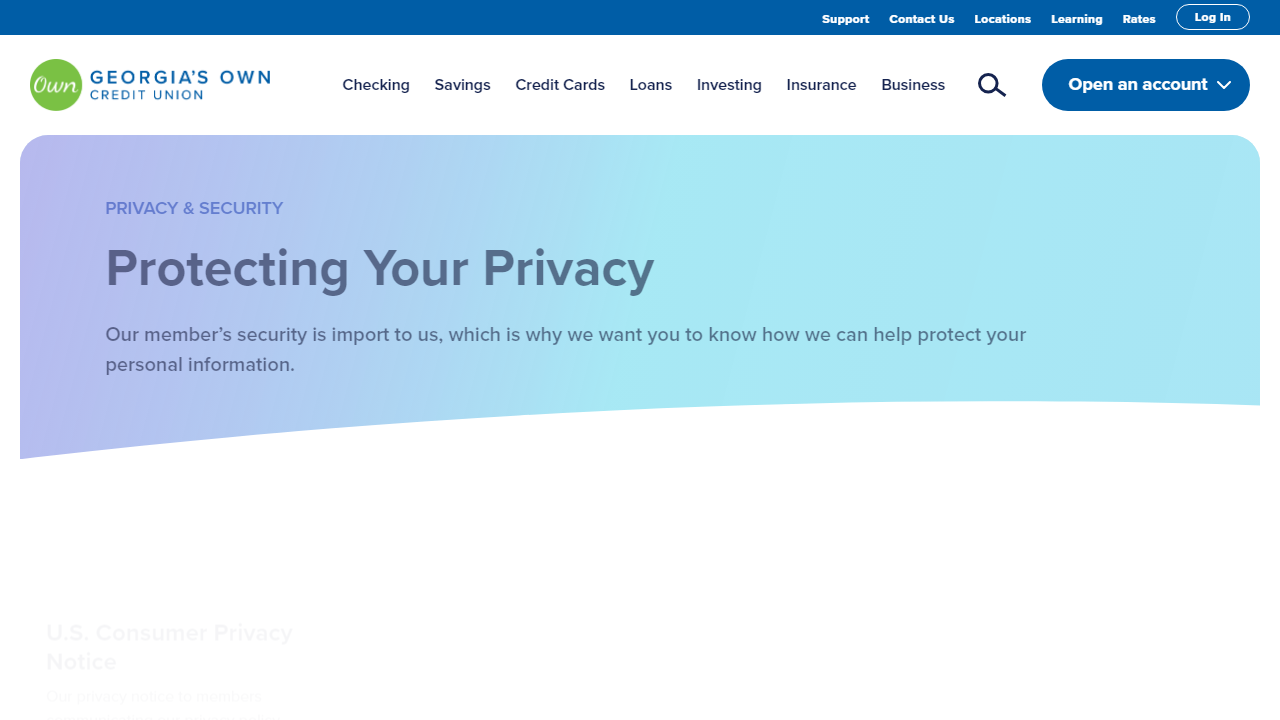 Support Contact Us Locations Learning Rates Log In
Own GEORGIA'S OWN
CREDIT UNION
Checking Savings Credit Cards Loans Investing Insurance Business Open an account
PRIVACY & SECURITY
Protecting Your Privacy
Our member’s security is import to us, which is why we want you to know how we can help protect your
personal information.
U.S. Consumer Privacy
Notice
Our privacy notice to members